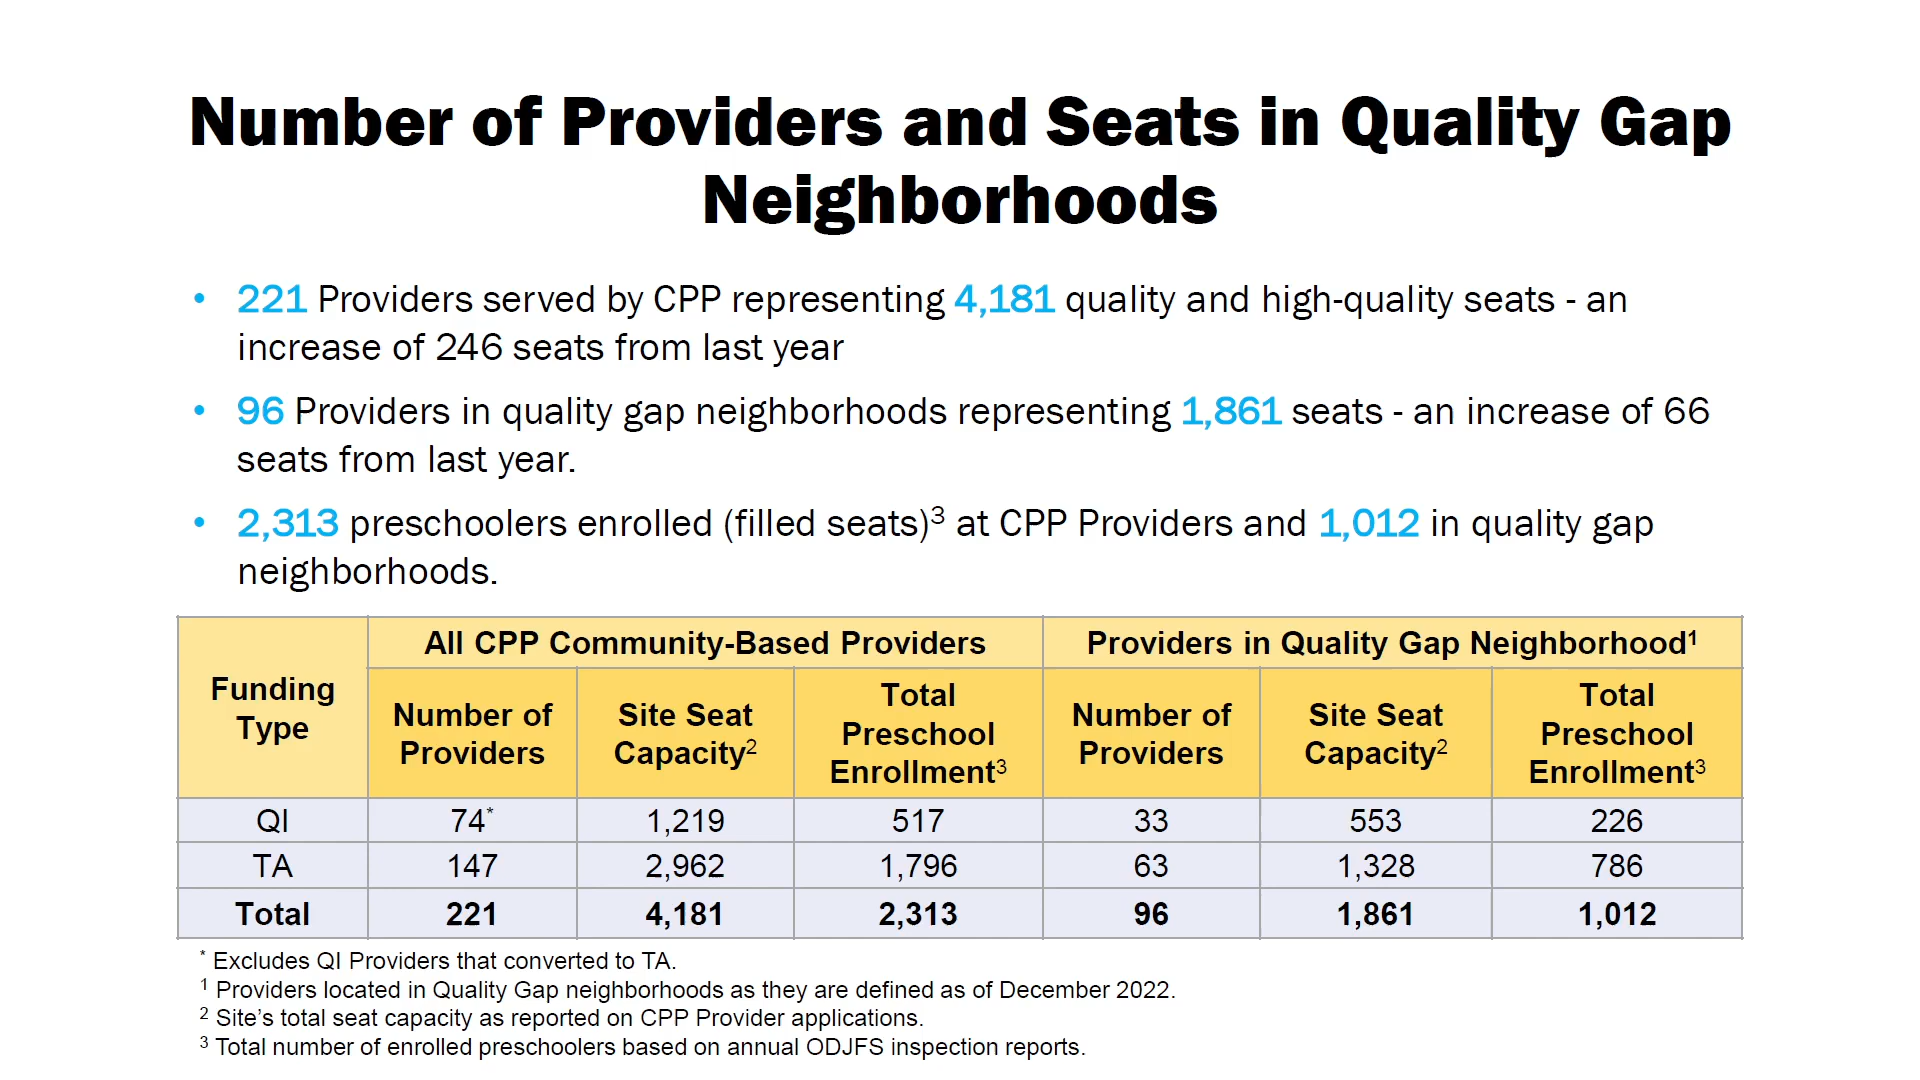 Number of Providers and Seats in Quality Gap
Neighborhoods
• 221 Providers served by CPP representing 4,181 quality and high-quality seats - an
increase of 246 seats from last year
• 96 Providers in quality gap neighborhoods representing 1,861 seats - an increase of 66
seats from last year.
• 2,313 preschoolers enrolled (filled seats)3 at CPP Providers and 1,012 in quality gap
neighborhoods.
Funding
Type
All CPP Community-Based Providers
Providers in Quality Gap Neighborhood1
Number of
Providers
Site Seat
Capacity2
Total
Preschool
Enrollment3
Number of
Providers
Site Seat
Capacity2
Total
Preschool
Enrollment3
QI 74* 1,219 517 33 553 226
TA 147 2,962 1,796 63 1,328 786
Total 221 4,181 2,313 96 1,861 1,012
* Excludes QI Providers that converted to TA.
1 Providers located in Quality Gap neighborhoods as they are defined as of December 2022.
2 Site's total seat capacity as reported on CPP Provider applications.
3 Total number of enrolled preschoolers based on annual ODJFS inspection reports.